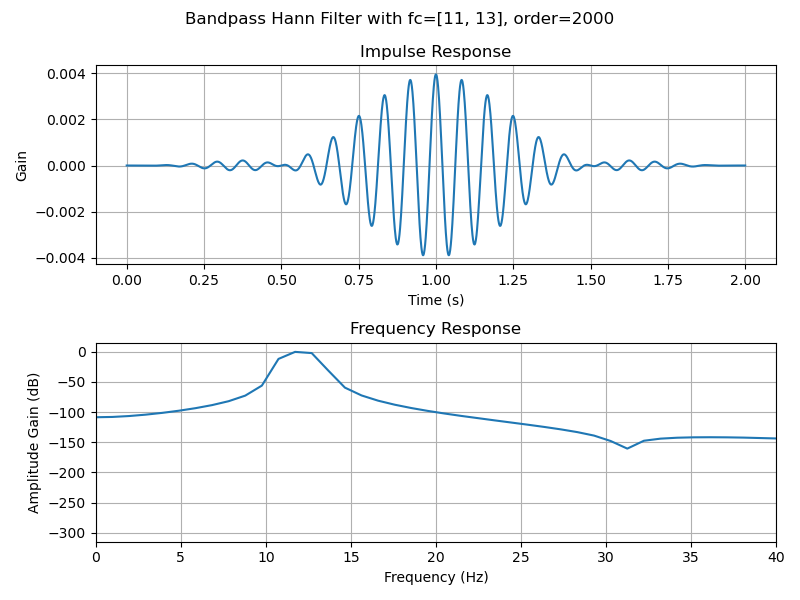 Bandpass Hann Filter with fc=[11, 13], order=2000
Impulse Response
0.004
0.002
0.000
−0.002
−0.004
Gain
0.00 0.25 0.50 0.75 1.00 1.25 1.50 1.75 2.00
Time (s)
Frequency Response
0
−50
−100
−150
−200
−250
−300
Amplitude Gain (dB)
0 5 10 15 20 25 30 35 40
Frequency (Hz)